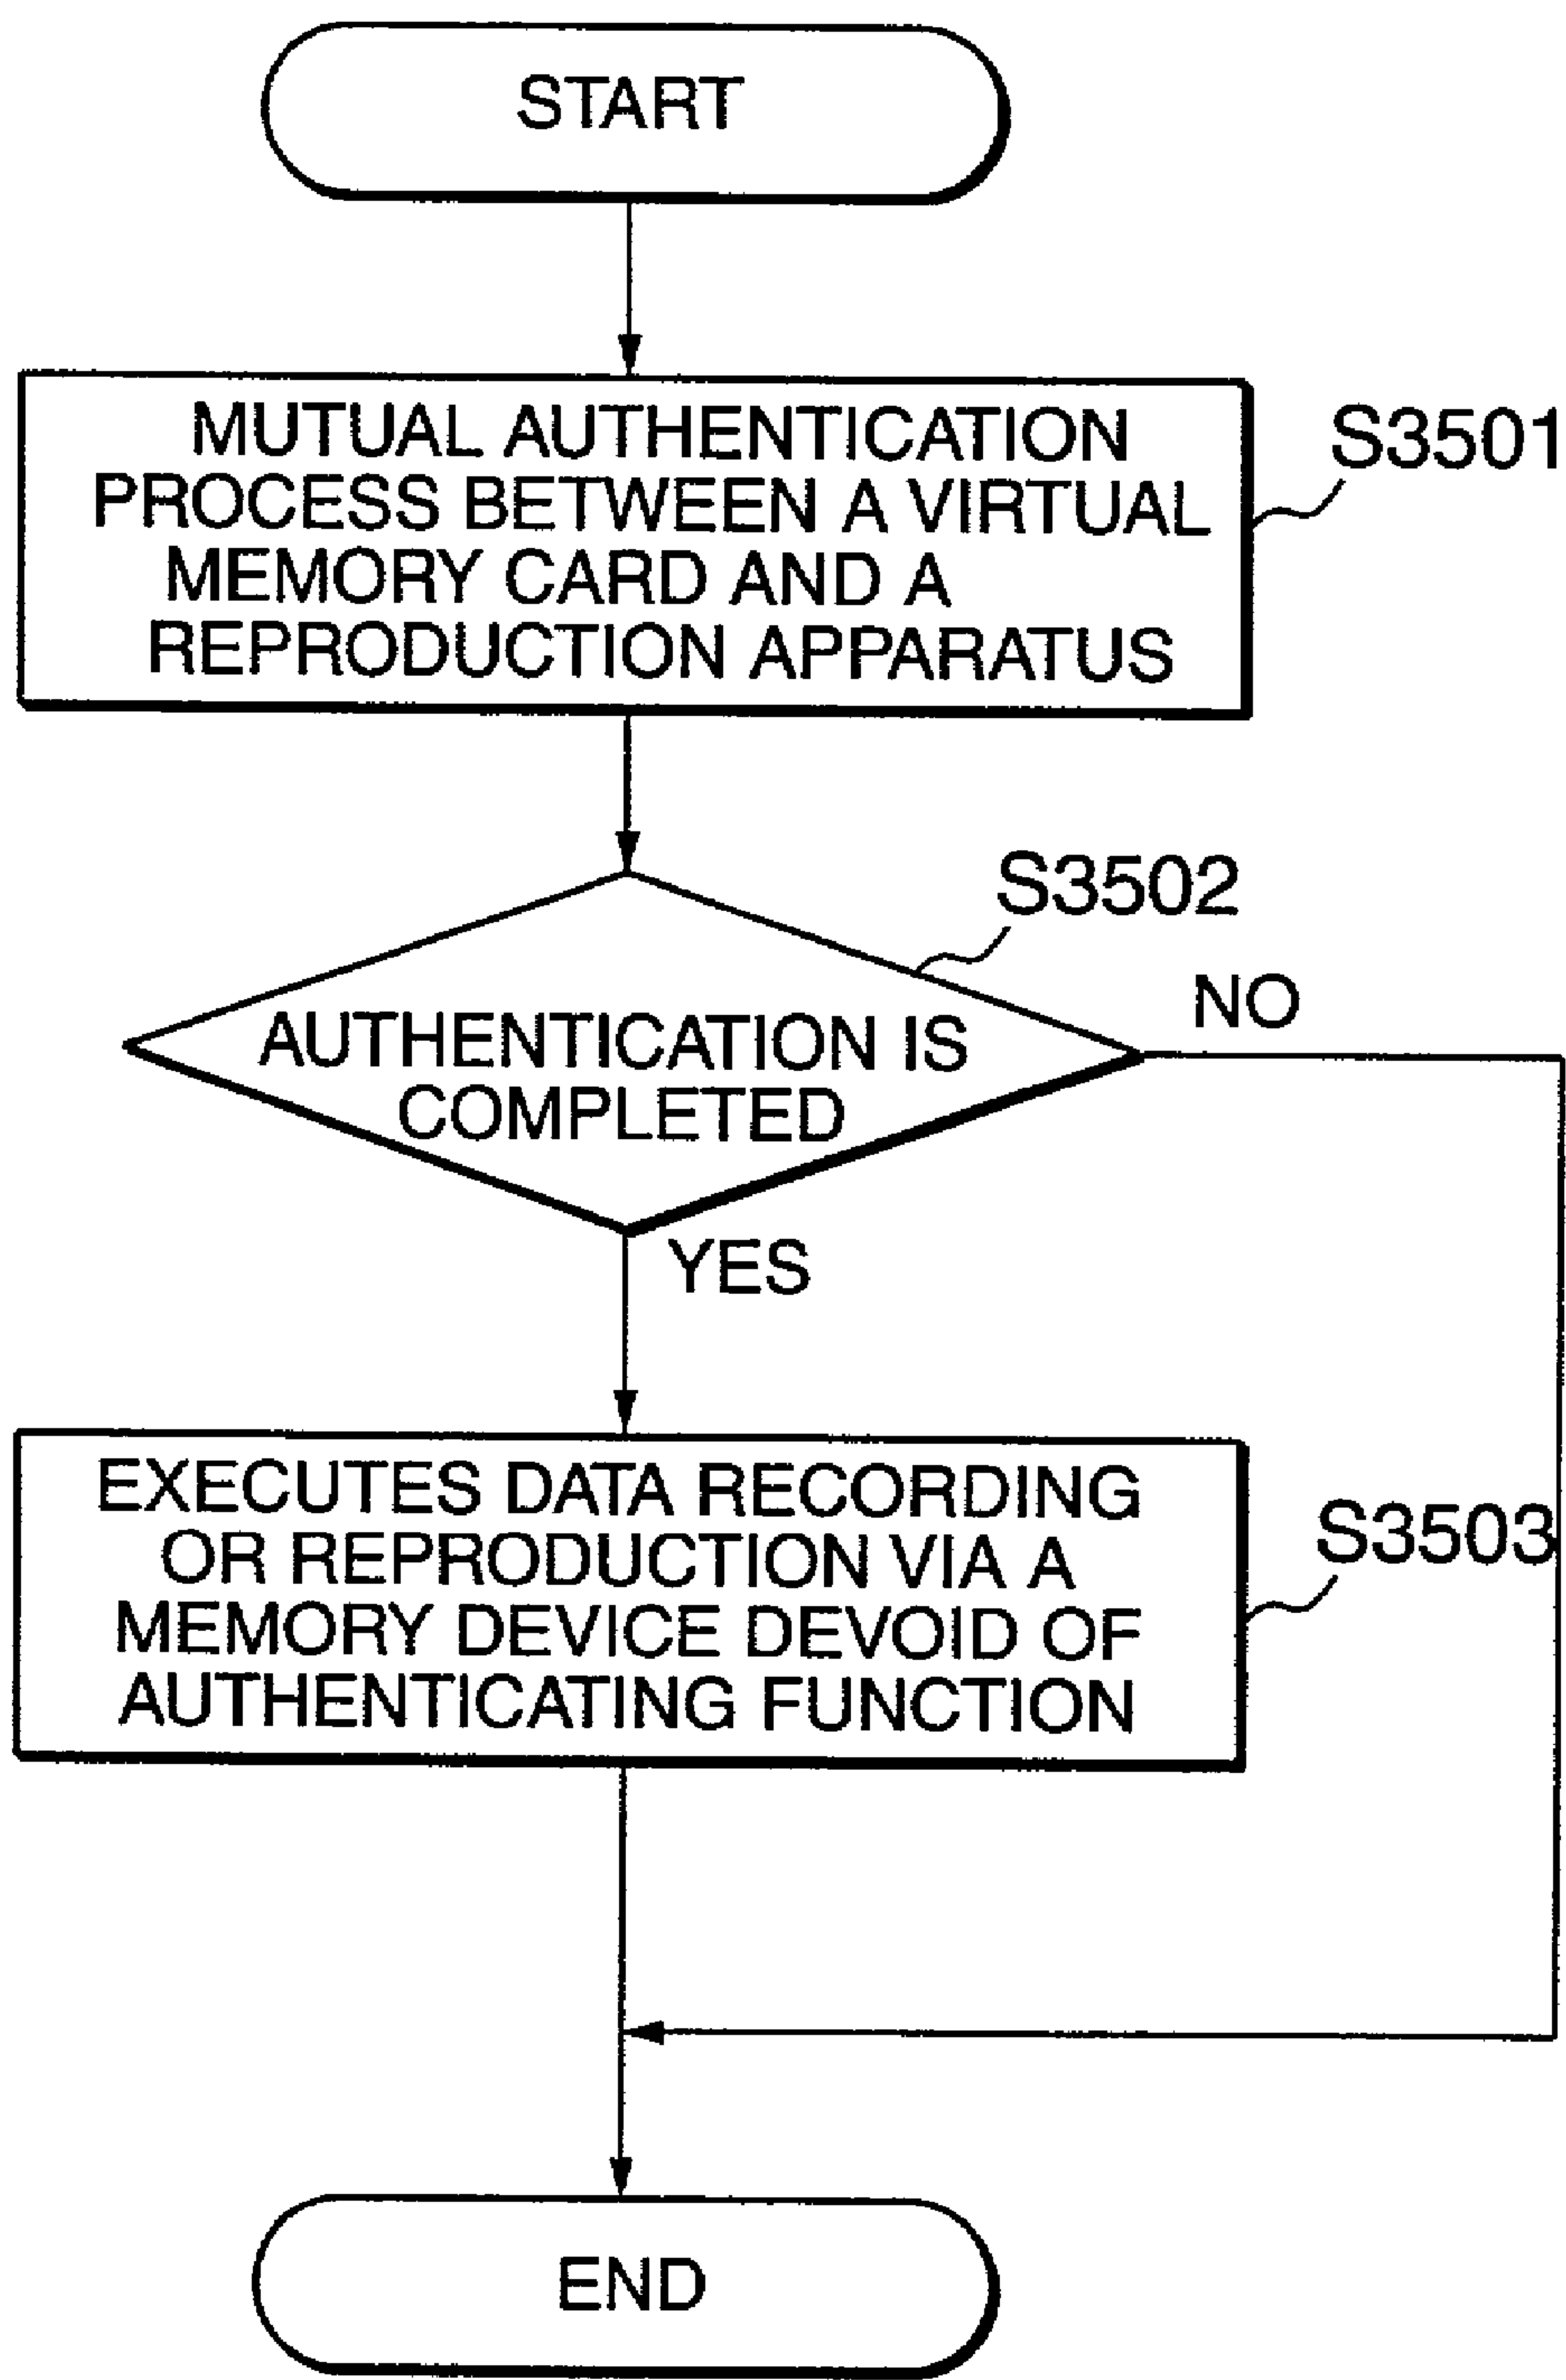 START
MUTUAL AUTHENTICATION
PROCESS BETWEEN A VIRTUAL
MEMORY CARD AND A
REPRODUCTION APPARATUS
S3501
S3502
AUTHENTICATION IS
COMPLETED
NO
YES
EXECUTES DATA RECORDING
OR REPRODUCTION VIA A
MEMORY DEVICE DEVOID OF
AUTHENTICATING FUNCTION
S3503
END